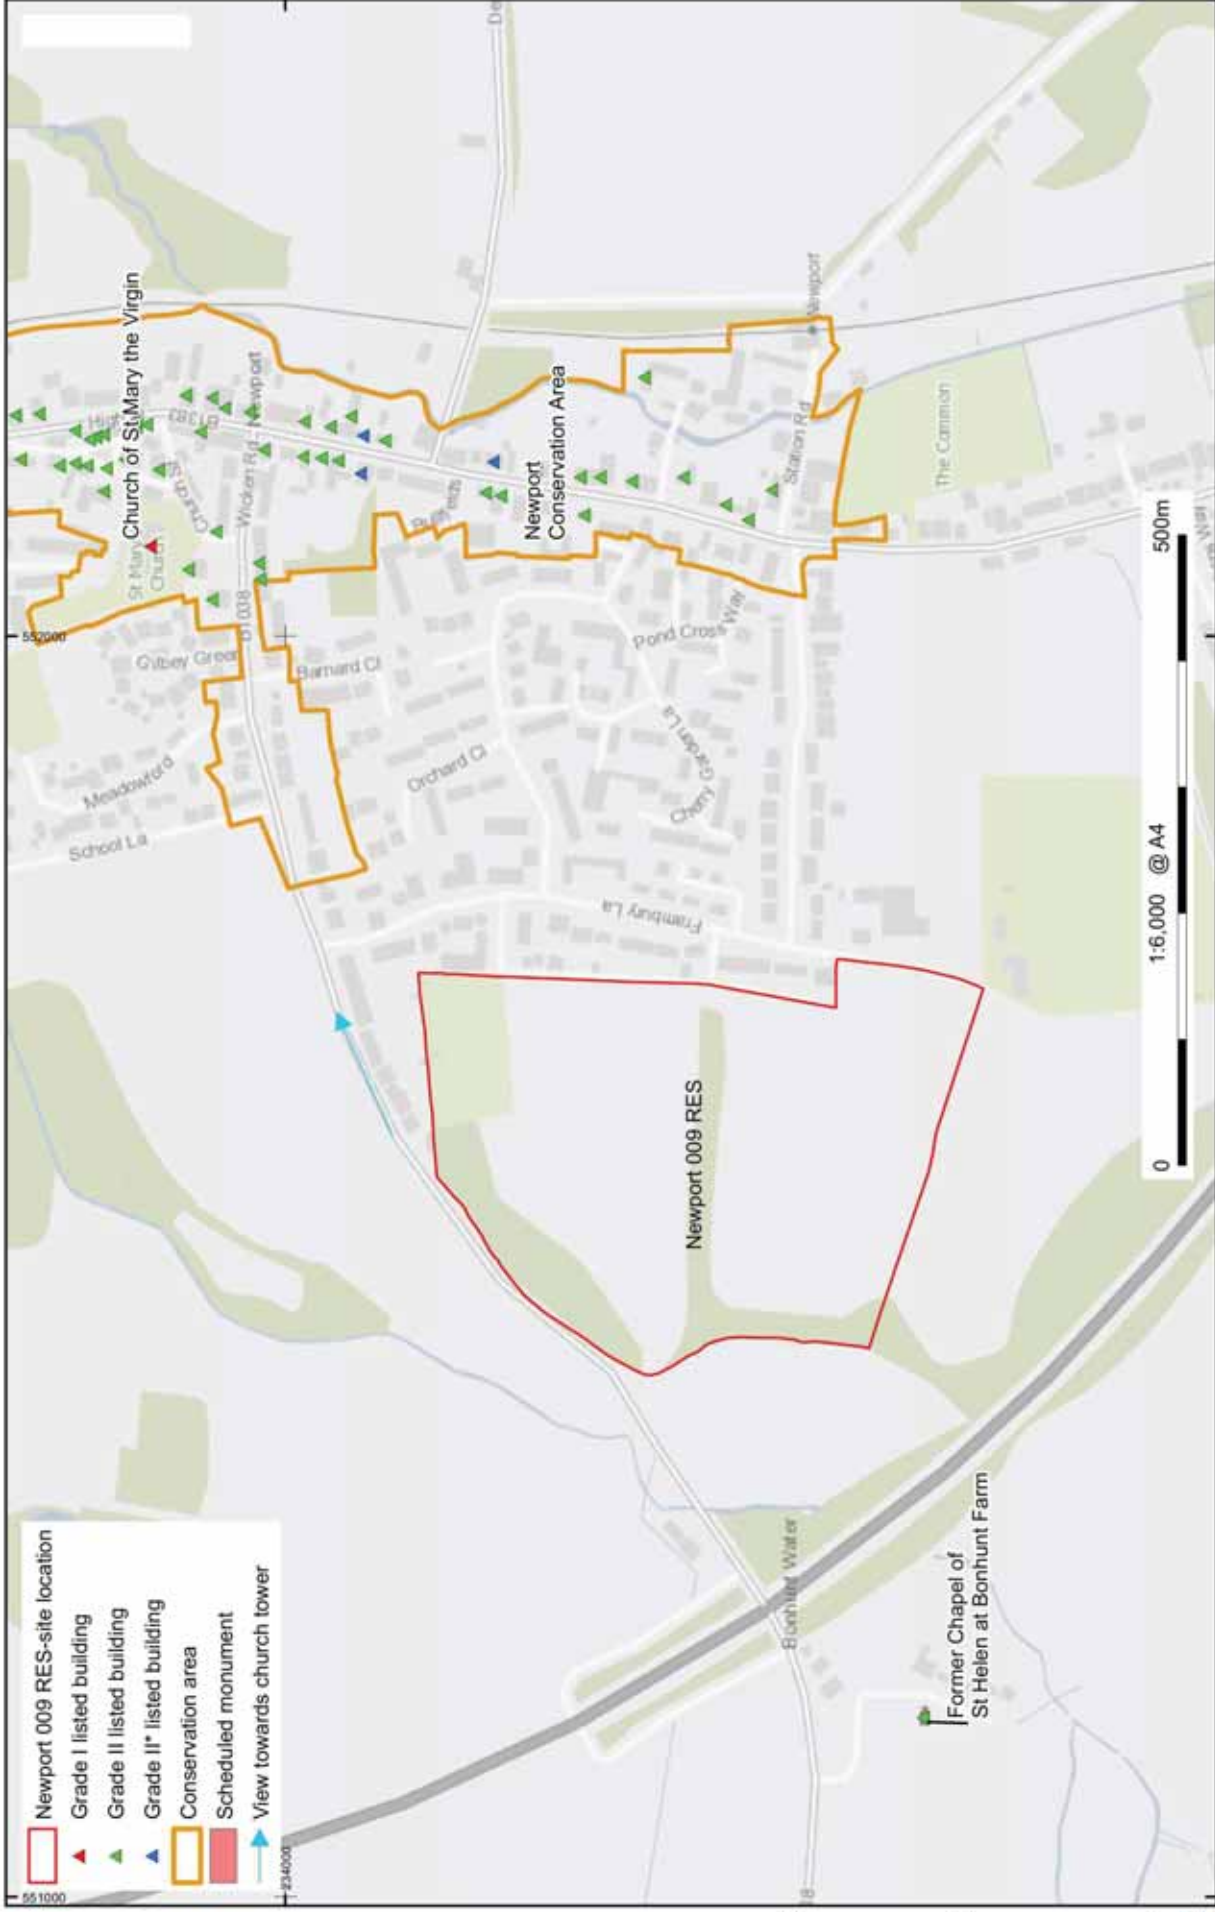 551000
552000
234000
Newport 009 RES-site location
Grade I listed building
Grade II listed building
Grade II* listed building
Conservation area
Scheduled monument
View towards church tower
School La
Meadowford
Gilbey Green
St Mary
Church
Church St
Church of St Mary the Virgin
High
B1383
Wicken Rd - Newport
B1038
Barnard Cl
Orchard Cl
De
Newport
Conservation Area
Pond Cross Way
Cherry Garden La
Frambury La
Station Rd
Newport
The Common
Newport 009 RES
Bonhunt Water
Former Chapel of
St Helen at Bonhunt Farm
1:6,000 @ A4
0
500m